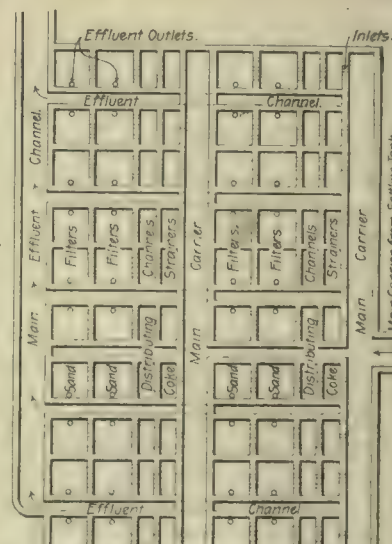 Effluent Outlets.
Inlets.
Effluent Channel.
Main Effluent Channel.
Sand Filters
Sand Filters
Distributing Channels
Coke Strainers
Main Carrier
Sand Filters.
Sand Filters
Distributing Channels
Coke Strainers
Main Carrier
Effluent Channel